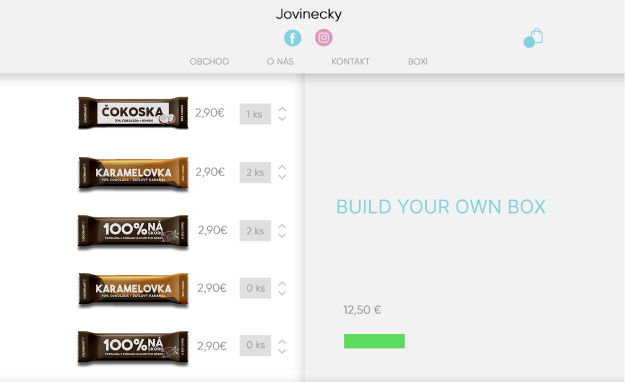 Jovinecky
OBCHOD O NÁS KONTAKT BOXI
ČOKOSKA
2,90€ 1 ks
KARAMELOVKA
2,90€ 2 ks
100% NÁ
2,90€ 2 ks
KARAMELOVKA
2,90€ 0 ks
100% NÁ
2,90€ 0 ks
BUILD YOUR OWN BOX
12,50 €